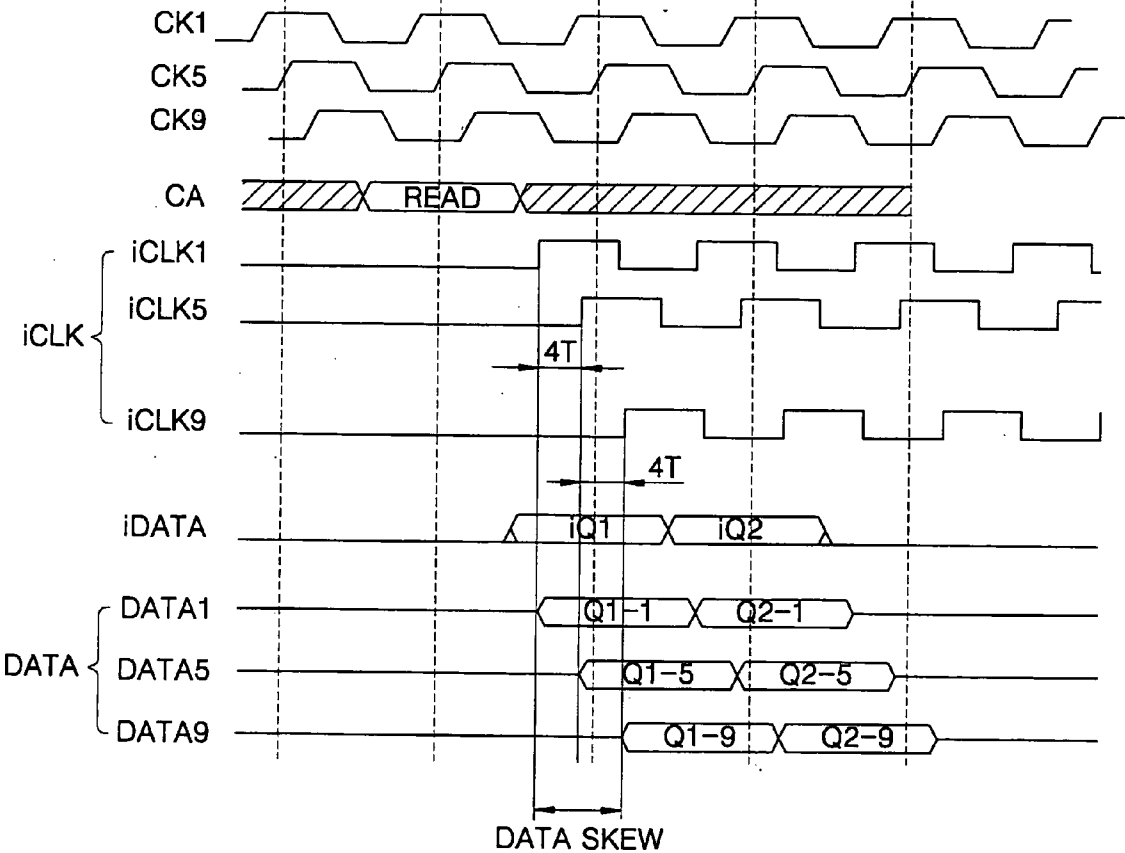 CK1
CK5
CK9
CA READ
iCLK1
iCLK5
iCLK
4T
iCLK9
4T
iDATA iQ1 iQ2
DATA1 Q1-1 Q2-1
DATA DATA5 Q1-5 Q2-5
DATA9 Q1-9 Q2-9
DATA SKEW